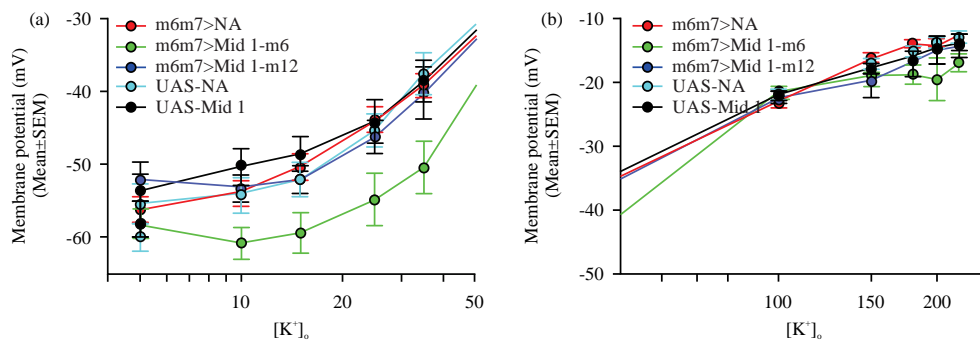 (a)
-30
-40
-50
-60
Membrane potential (mV)
(Mean±SEM)
m6m7>NA
m6m7>Mid 1-m6
m6m7>Mid 1-m12
UAS-NA
UAS-Mid 1
10
20
50
[K+]o
(b)
-10
-20
-30
-40
-50
Membrane potential (mV)
(Mean±SEM)
m6m7>NA
m6m7>Mid 1-m6
m6m7>Mid 1-m12
UAS-NA
UAS-Mid 1
100
150
200
[K+]o